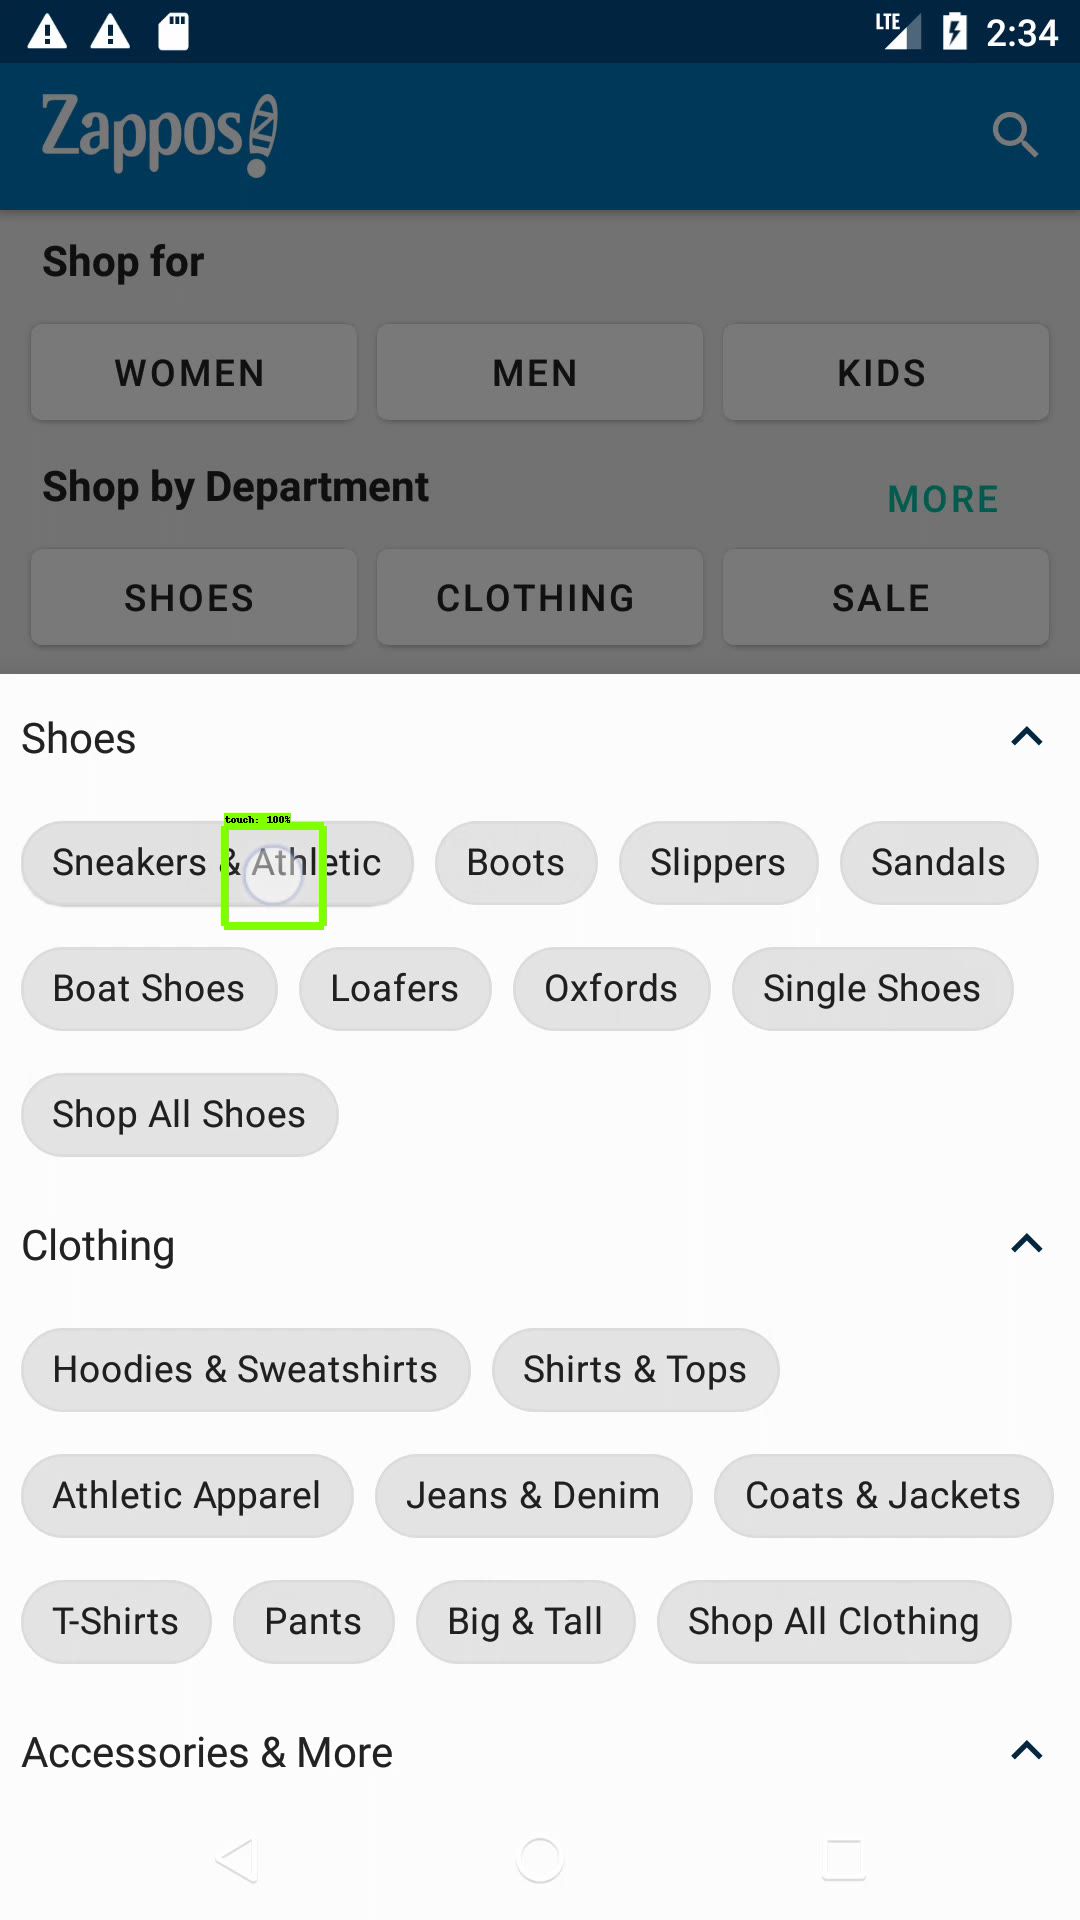 LTE 2:34
Zappos
Shop for
WOMEN MEN KIDS
Shop by Department MORE
SHOES CLOTHING SALE
Shoes
touch: 100%
Sneakers & Athletic Boots Slippers Sandals
Boat Shoes Loafers Oxfords Single Shoes
Shop All Shoes
Clothing
Hoodies & Sweatshirts Shirts & Tops
Athletic Apparel Jeans & Denim Coats & Jackets
T-Shirts Pants Big & Tall Shop All Clothing
Accessories & More